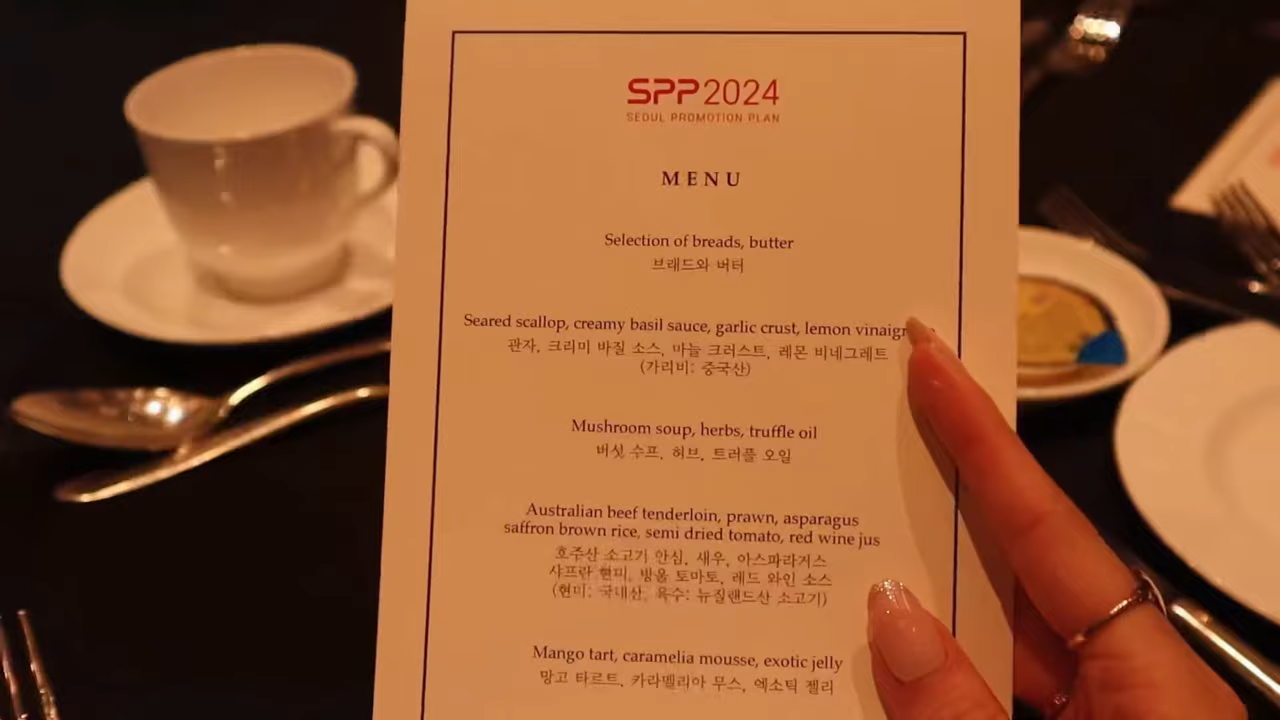 SPP2024
SEOUL PROMOTION PLAN
MENU
Selection of breads, butter
브래드와 버터
Seared scallop, creamy basil sauce, garlic crust, lemon
관자, 크리미 바질 소스, 마늘 크러스트, 레몬 비네그레트
(가리비: 중국산)
Mushroom soup, herbs, truffle oil
버섯 수프, 허브, 트러플 오일
Australian beef tenderloin, prawn, asparagus
saffron brown rice, semi dried tomato, red wine jus
호주산 소고기 안심, 새우, 아스파라거스
샤프란 현미, 방울 토마토, 레드 와인 소스
(현미: 국내산, 육수: 뉴질랜드산 소고기)
Mango tart, caramelia mousse, exotic jelly
망고 타르트, 카라멜리아 무스, 엑소틱 젤리